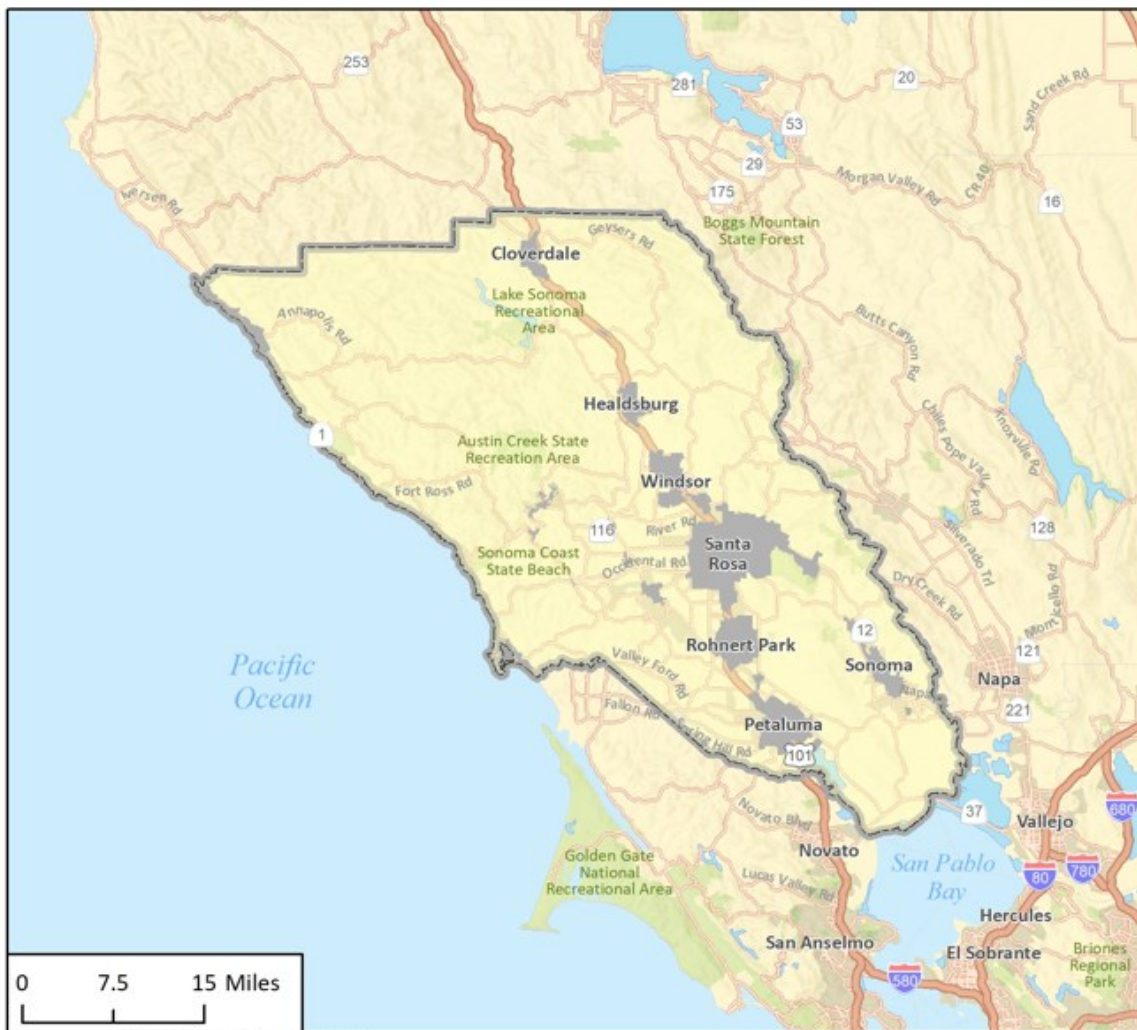 253
281
20
Sand Creek Rd
53
29
Morgan Valley Rd
CR 40
175
16
Iversen Rd
Boggs Mountain
State Forest
Geysers Rd
Cloverdale
Lake Sonoma
Recreational
Area
Annapolis Rd
Butts Canyon Rd
Healdsburg
Chiles Pope Valley Rd
Knoxville Rd
1
Austin Creek State
Recreation Area
Windsor
Fort Ross Rd
116
River Rd
Santa
Rosa
Silverado Trl
128
Sonoma Coast
State Beach
Occidental Rd
Dry Creek Rd
Monticello Rd
12
Rohnert Park
Sonoma
121
Napa
Valley Ford Rd
Pacific
Ocean
Napa
221
Fallon Rd
Petaluma
Spring Hill Rd
101
37
680
Novato Blvd
Vallejo
Novato
Golden Gate
National
Recreational Area
San Pablo
Bay
Lucas Valley Rd
80
780
Hercules
San Anselmo
El Sobrante
Briones
Regional
Park
580
0 7.5 15 Miles